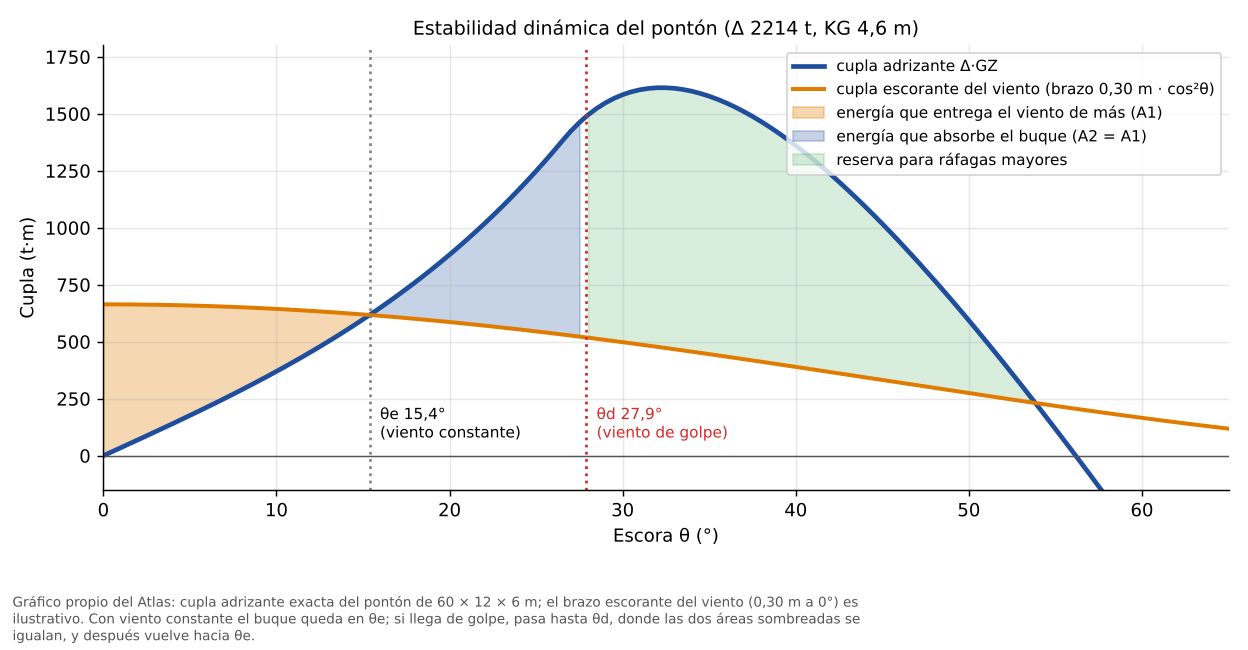 Estabilidad dinámica del pontón (Δ 2214 t, KG 4,6 m)
cupla adrizante Δ·GZ
cupla escorante del viento (brazo 0,30 m · cos²θ)
energía que entrega el viento de más (A1)
energía que absorbe el buque (A2 = A1)
reserva para ráfagas mayores
Cupla (t·m)
1750
1500
1250
1000
750
500
250
0
θe 15,4°
(viento constante)
θd 27,9°
(viento de golpe)
0 10 20 30 40 50 60
Escora θ (°)
Gráfico propio del Atlas: cupla adrizante exacta del pontón de 60 × 12 × 6 m; el brazo escorante del viento (0,30 m a 0°) es
ilustrativo. Con viento constante el buque queda en θe; si llega de golpe, pasa hasta θd, donde las dos áreas sombreadas se
igualan, y después vuelve hacia θe.